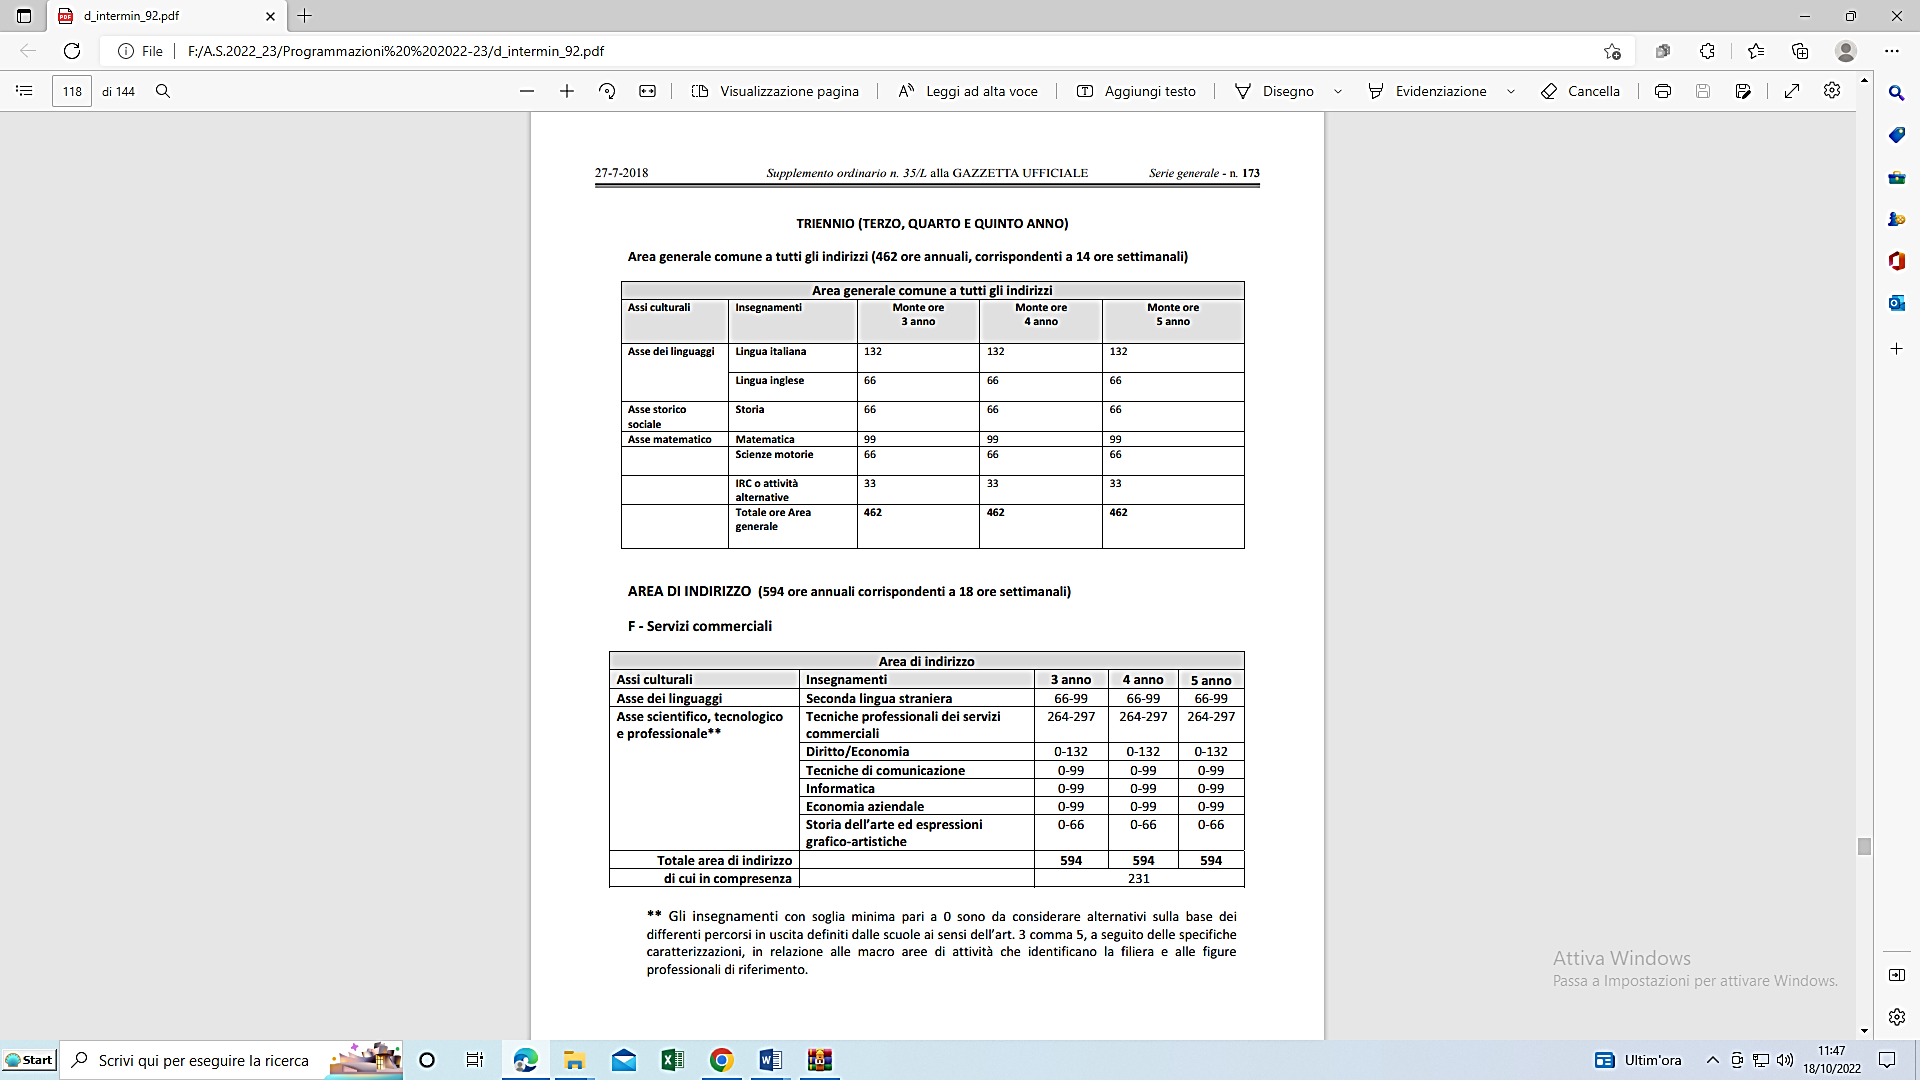 d_intermin_92.pdf
File
F:/A.S.2022_23/Programmazioni%20%202022-23/d_intermin_92.pdf
118 di 144
Visualizzazione pagina
Leggi ad alta voce
Aggiungi testo
Disegno
Evidenziazione
Cancella
27-7-2018 Supplemento ordinario n. 35/L alla GAZZETTA UFFICIALE Serie generale - n. 173
TRIENNIO (TERZO, QUARTO E QUINTO ANNO)
Area generale comune a tutti gli indirizzi (462 ore annuali, corrispondenti a 14 ore settimanali)
Area generale comune a tutti gli indirizzi
Assi culturali Insegnamenti Monte ore Monte ore Monte ore
3 anno 4 anno 5 anno
Asse dei linguaggi Lingua italiana 132 132 132
Lingua inglese 66 66 66
Asse storico Storia 66 66 66
sociale
Asse matematico Matematica 99 99 99
Scienze motorie 66 66 66
IRC o attività 33 33 33
alternative
Totale ore Area 462 462 462
generale
AREA DI INDIRIZZO (594 ore annuali corrispondenti a 18 ore settimanali)
F - Servizi commerciali
Area di indirizzo
Assi culturali Insegnamenti 3 anno 4 anno 5 anno
Asse dei linguaggi Seconda lingua straniera 66-99 66-99 66-99
Asse scientifico, tecnologico Tecniche professionali dei servizi 264-297 264-297 264-297
e professionale** commerciali
Diritto/Economia 0-132 0-132 0-132
Tecniche di comunicazione 0-99 0-99 0-99
Informatica 0-99 0-99 0-99
Economia aziendale 0-99 0-99 0-99
Storia dell'arte ed espressioni 0-66 0-66 0-66
grafico-artistiche
Totale area di indirizzo 594 594 594
di cui in compresenza 231
** Gli insegnamenti con soglia minima pari a 0 sono da considerare alternativi sulla base dei
differenti percorsi in uscita definiti dalle scuole ai sensi dell'art. 3 comma 5, a seguito delle specifiche
caratterizzazioni, in relazione alle macro aree di attività che identificano la filiera e alle figure
professionali di riferimento.
Attiva Windows
Passa a Impostazioni per attivare Windows.
Start
Scrivi qui per eseguire la ricerca
Ultim'ora
11:47
18/10/2022